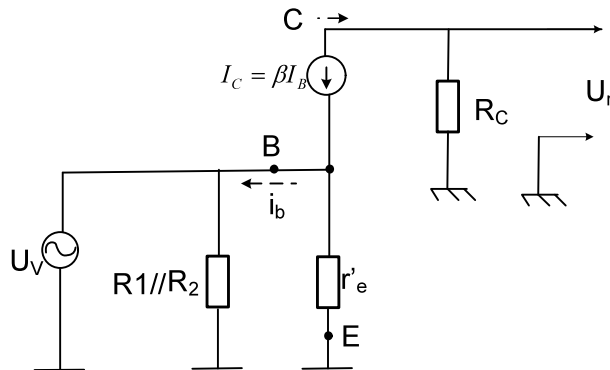 C
I_C = βI_B
R_C
U_r
B
i_b
U_V
R1//R_2
r'_e
E